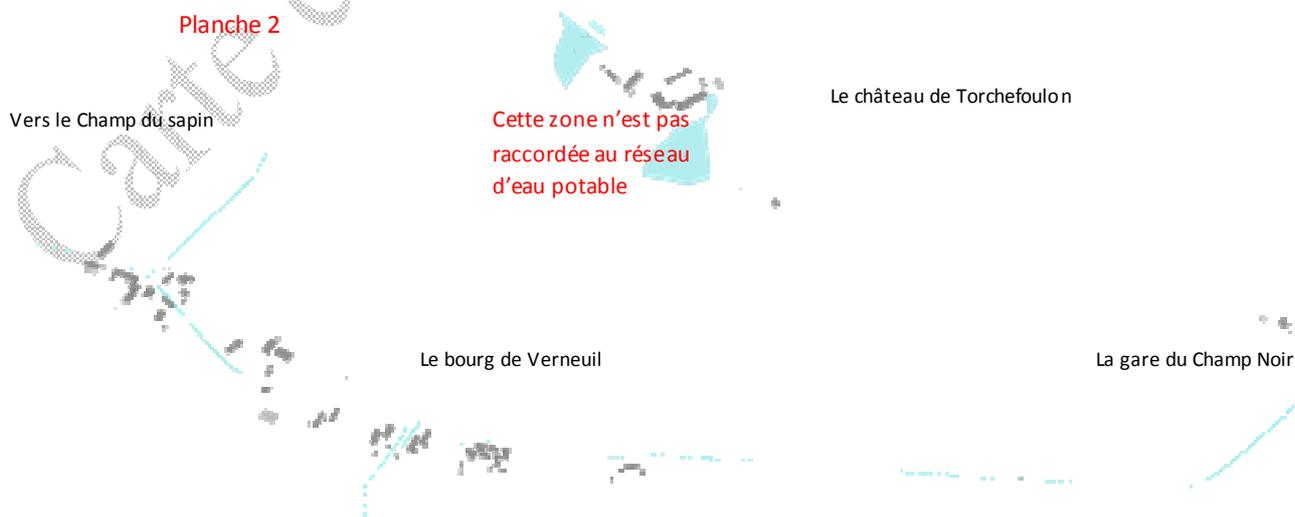 Planche 2
Carte
Vers le Champ du sapin
Le château de Torchefoulon
Cette zone n'est pas
raccordée au réseau
d'eau potable
Le bourg de Verneuil
La gare du Champ Noir